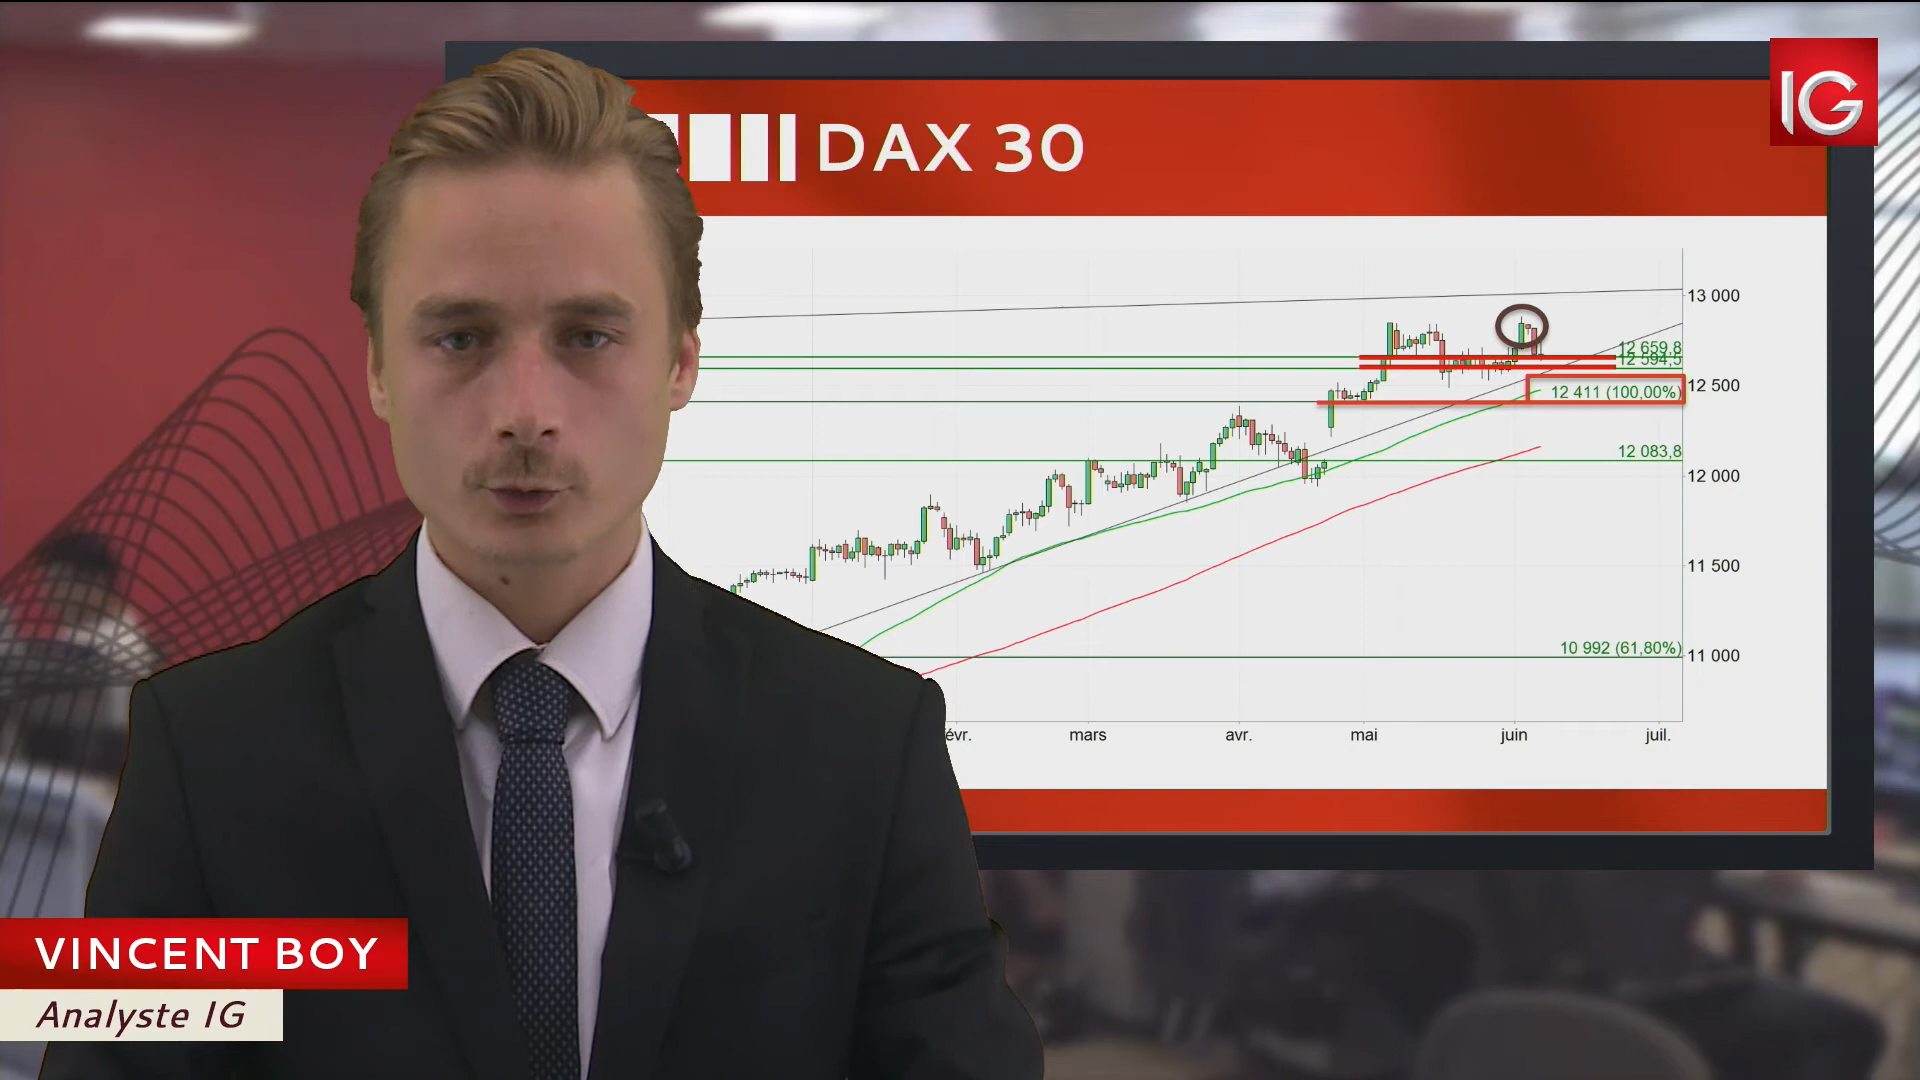 IG
DAX 30
13 000
12 659,8
12 594,5
12 500
12 411 (100,00%)
12 083,8
12 000
11 500
10 992 (61,80%)
11 000
évr.
mars
avr.
mai
juin
juil.
VINCENT BOY
Analyste IG